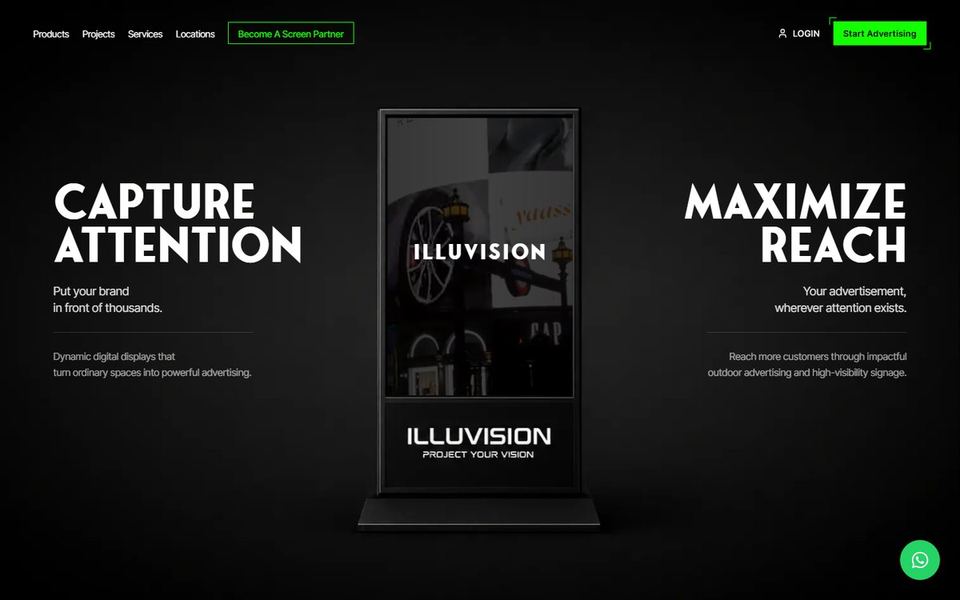 Products Projects Services Locations Become A Screen Partner LOGIN Start Advertising
CAPTURE
ATTENTION
Put your brand
in front of thousands.
Dynamic digital displays that
turn ordinary spaces into powerful advertising.
yaass
ILLUVISION
GAP
ILLUVISION
PROJECT YOUR VISION
MAXIMIZE
REACH
Your advertisement,
wherever attention exists.
Reach more customers through impactful
outdoor advertising and high-visibility signage.